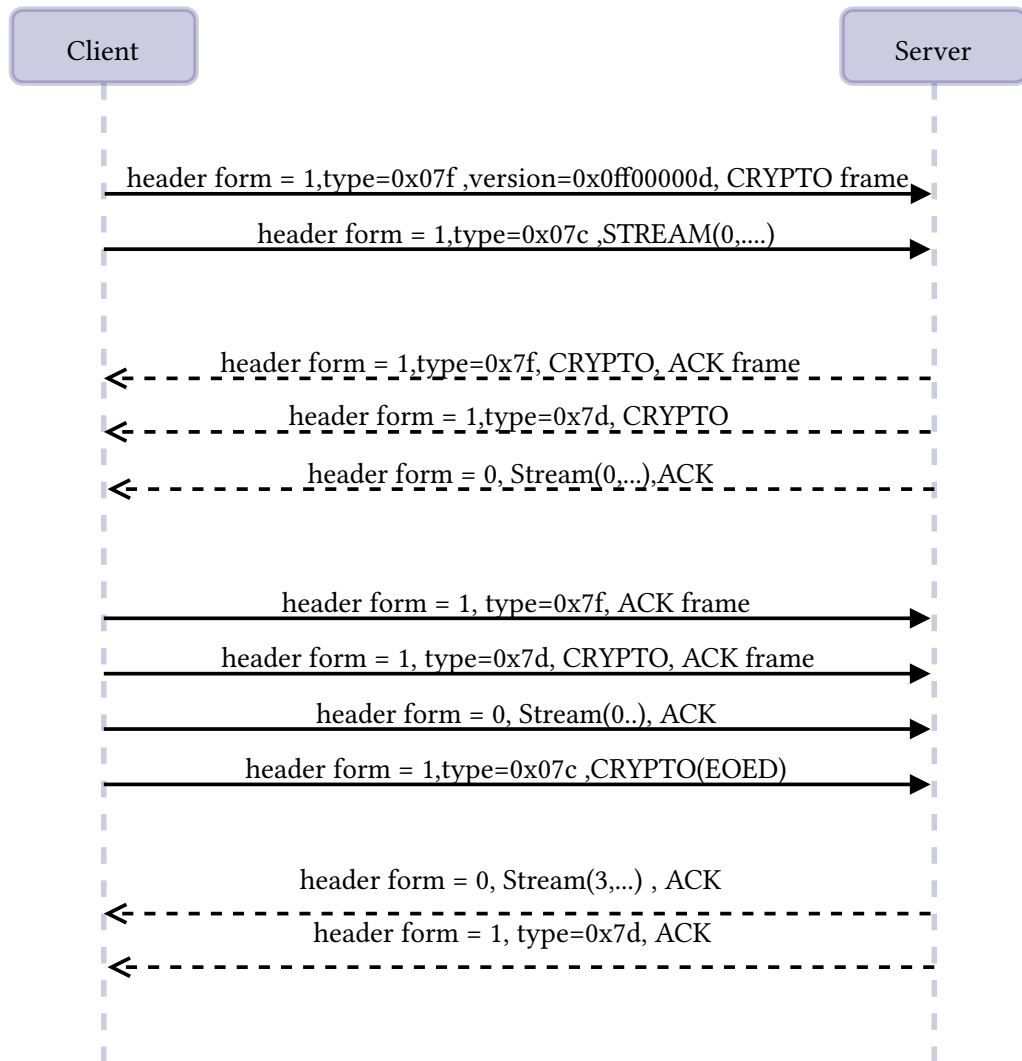 Client
Server
header form = 1,type=0x07f ,version=0x0ff00000d, CRYPTO frame
header form = 1,type=0x07c ,STREAM(0,....)
header form = 1,type=0x7f, CRYPTO, ACK frame
header form = 1,type=0x7d, CRYPTO
header form = 0, Stream(0,...),ACK
header form = 1, type=0x7f, ACK frame
header form = 1, type=0x7d, CRYPTO, ACK frame
header form = 0, Stream(0..), ACK
header form = 1,type=0x07c ,CRYPTO(EOED)
header form = 0, Stream(3,...) , ACK
header form = 1, type=0x7d, ACK